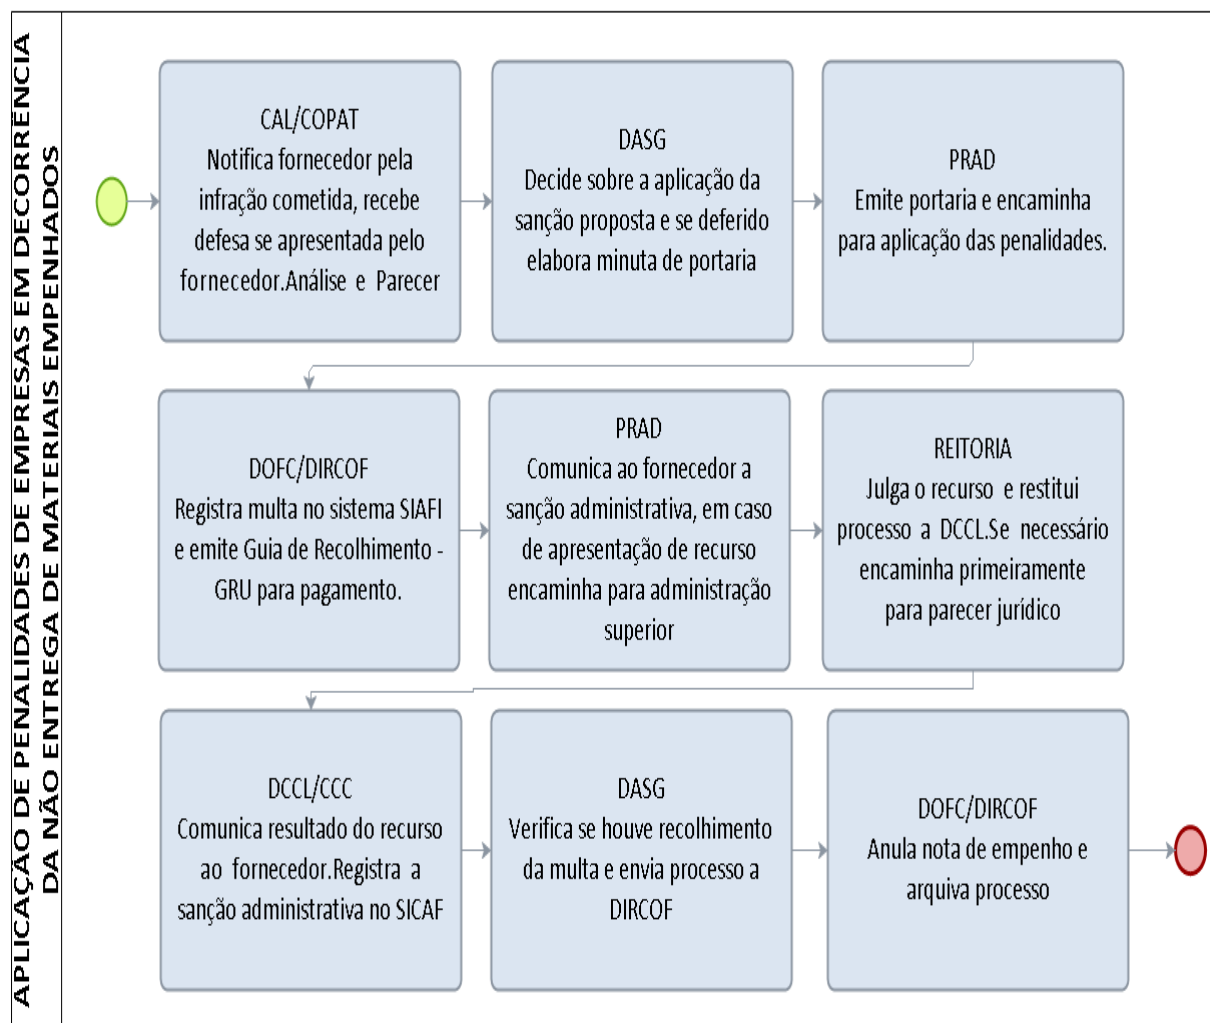 APLICAÇÃO DE PENALIDADES DE EMPRESAS EM DECORRÊNCIA
DA NÃO ENTREGA DE MATERIAIS EMPENHADOS
CAL/COPAT
Notifica fornecedor pela
infração cometida, recebe
defesa se apresentada pelo
fornecedor.Análise e Parecer
DASG
Decide sobre a aplicação da
sanção proposta e se deferido
elabora minuta de portaria
PRAD
Emite portaria e encaminha
para aplicação das penalidades.
DOFC/DIRCOF
Registra multa no sistema SIAFI
e emite Guia de Recolhimento -
GRU para pagamento.
PRAD
Comunica ao fornecedor a
sanção administrativa, em caso
de apresentação de recurso
encaminha para administração
superior
REITORIA
Julga o recurso e restitui
processo a DCCL.Se necessário
encaminha primeiramente
para parecer jurídico
DCCL/CCC
Comunica resultado do recurso
ao fornecedor.Registra a
sanção administrativa no SICAF
DASG
Verifica se houve recolhimento
da multa e envia processo a
DIRCOF
DOFC/DIRCOF
Anula nota de empenho e
arquiva processo